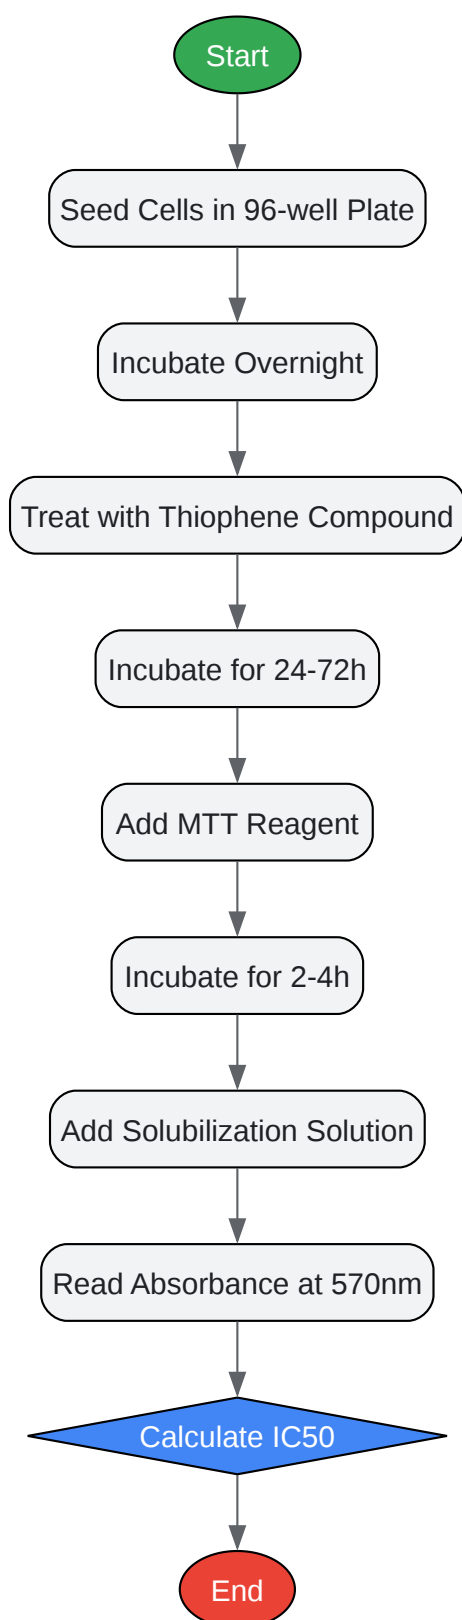 Start
Seed Cells in 96-well Plate
Incubate Overnight
Treat with Thiophene Compound
Incubate for 24-72h
Add MTT Reagent
Incubate for 2-4h
Add Solubilization Solution
Read Absorbance at 570nm
Calculate IC50
End